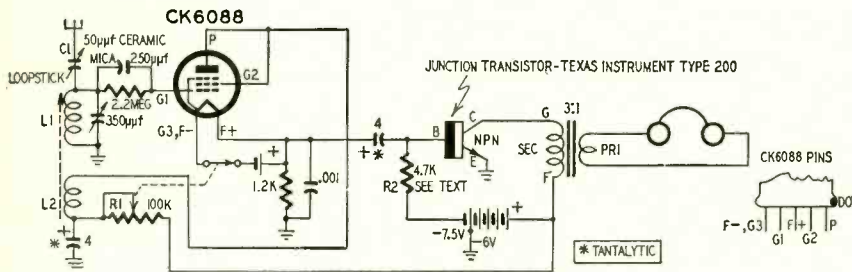 CK6088
50µµf CERAMIC
MICA 250µµf
C1
LOOPSTICK
P
G2
G1
2.2MEG
350µµf
L1
G3,F-
F+
JUNCTION TRANSISTOR-TEXAS INSTRUMENT TYPE 200
4
+
*
B
C
NPN
E
G
3:1
SEC
PRI
F
CK6088 PINS
DOT
F-,G3
G1
F+
G2
P
+
1.2K
.001
4.7K
R2
SEE TEXT
+
-7.5V
-6V
L2
R1
100K
+
* 4
* TANTALYTIC